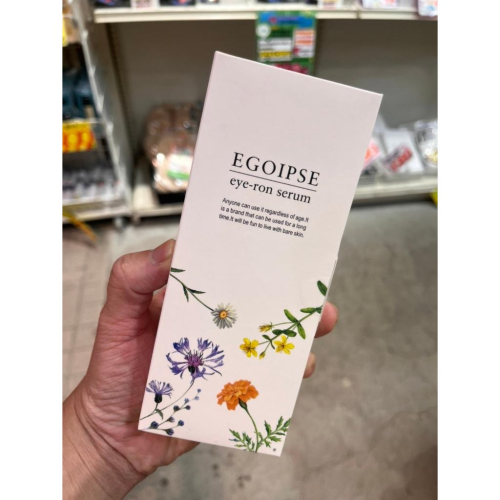 EGOIPSE
eye-ron serum
Anyone can use it regardless of age.It
is a brand that can be used for a long
time.It will be fun to live with bare skin.